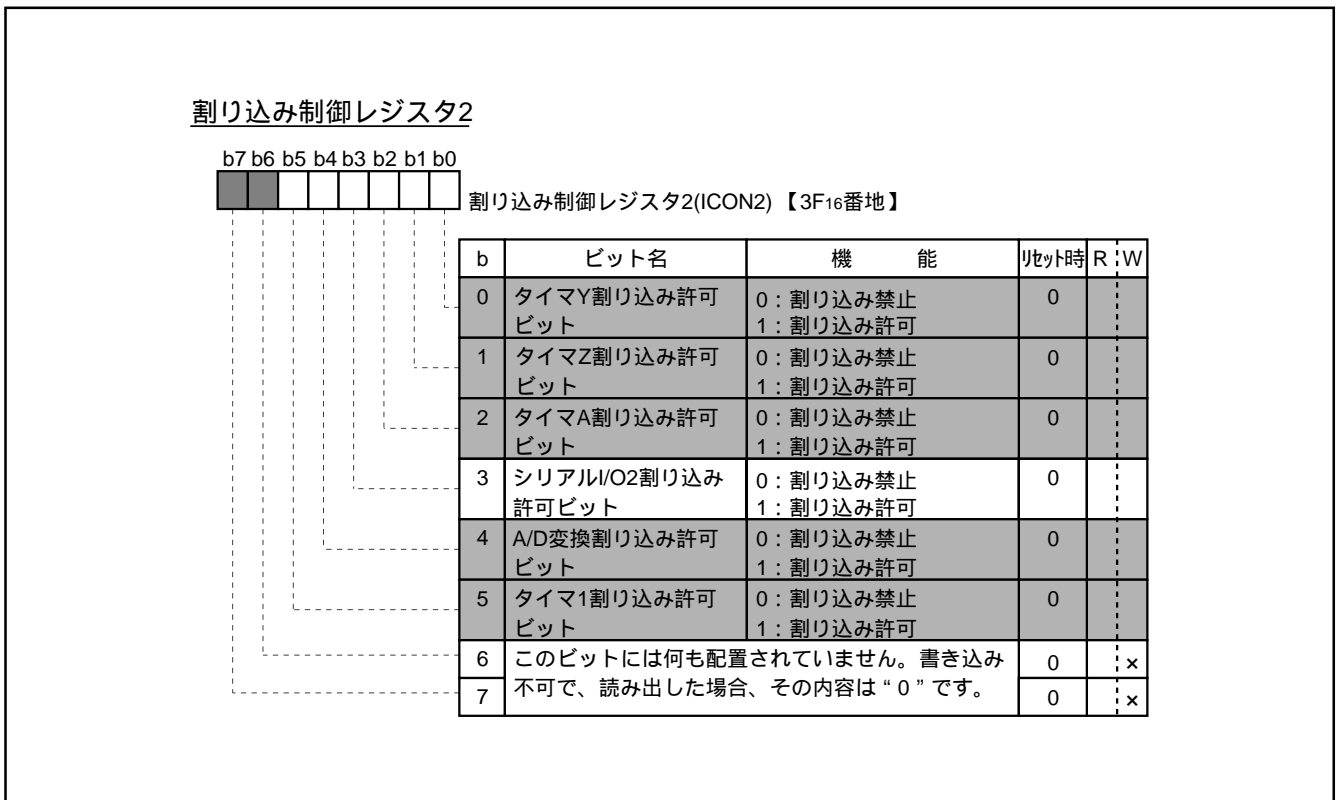 割り込み制御レジスタ2
b7 b6 b5 b4 b3 b2 b1 b0
割り込み制御レジスタ2(ICON2) 【3F16番地】
b ビット名 機 能 リセット時 R W
0 タイマY割り込み許可 0：割り込み禁止 0
ビット 1：割り込み許可
1 タイマZ割り込み許可 0：割り込み禁止 0
ビット 1：割り込み許可
2 タイマA割り込み許可 0：割り込み禁止 0
ビット 1：割り込み許可
3 シリアルI/O2割り込み 0：割り込み禁止 0
許可ビット 1：割り込み許可
4 A/D変換割り込み許可 0：割り込み禁止 0
ビット 1：割り込み許可
5 タイマ1割り込み許可 0：割り込み禁止 0
ビット 1：割り込み許可
6 このビットには何も配置されていません。書き込み 0 ×
7 不可で、読み出した場合、その内容は“0”です。 0 ×